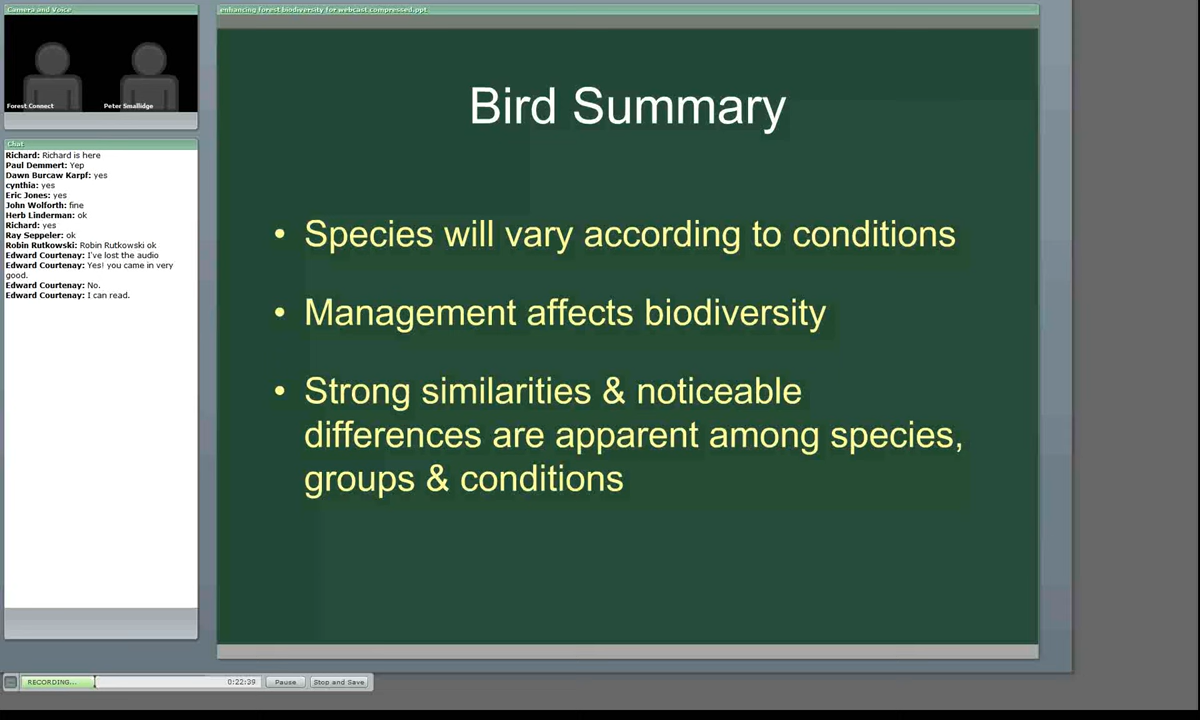 Camera and Voice
Forest Connect
Peter Smallidge
Chat
Richard: Richard is here
Paul Demmert: Yep
Dawn Burcaw Karpf: yes
cynthia: yes
Eric Jones: yes
John Wolforth: fine
Herb Linderman: ok
Richard: yes
Ray Seppeler: ok
Robin Rutkowski: Robin Rutkowski ok
Edward Courtenay: I've lost the audio
Edward Courtenay: Yes! you came in very
good.
Edward Courtenay: No.
Edward Courtenay: I can read.
enhancing forest biodiversity for webcast compressed.ppt
Bird Summary
• Species will vary according to conditions
• Management affects biodiversity
• Strong similarities & noticeable
differences are apparent among species,
groups & conditions
RECORDING...
0:22:39
Pause
Stop and Save